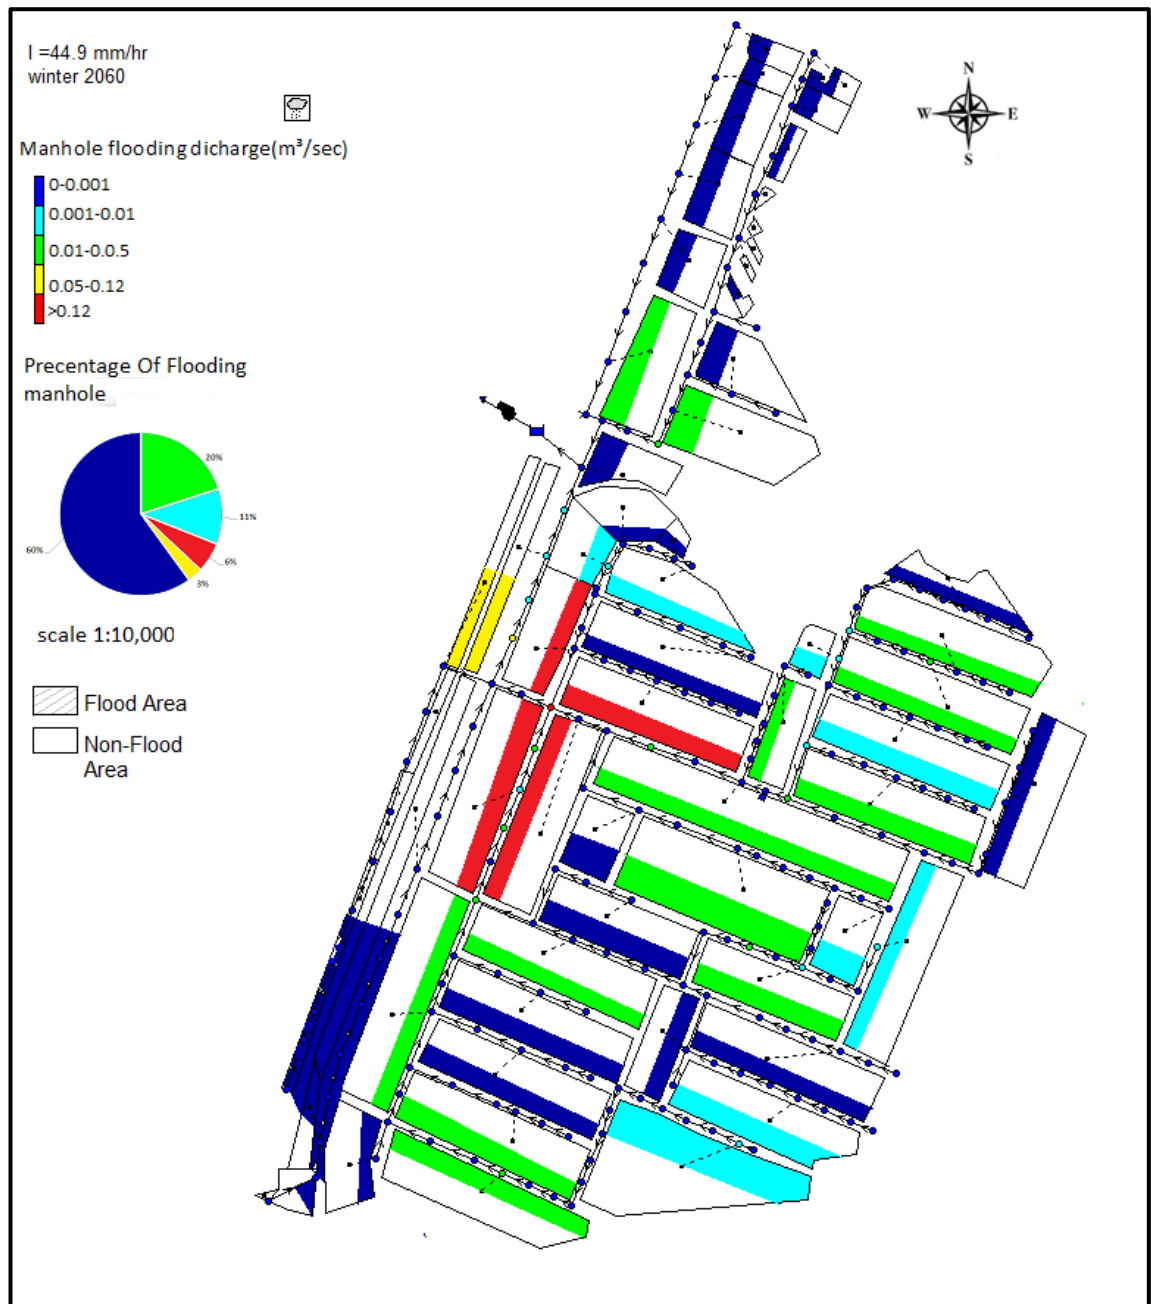 I =44.9 mm/hr
winter 2060
N
W E
S
Manhole flooding dicharge(m³/sec)
0-0.001
0.001-0.01
0.01-0.0.5
0.05-0.12
>0.12
Precentage Of Flooding
manhole
20%
11%
60%
6%
3%
scale 1:10,000
Flood Area
Non-Flood
Area